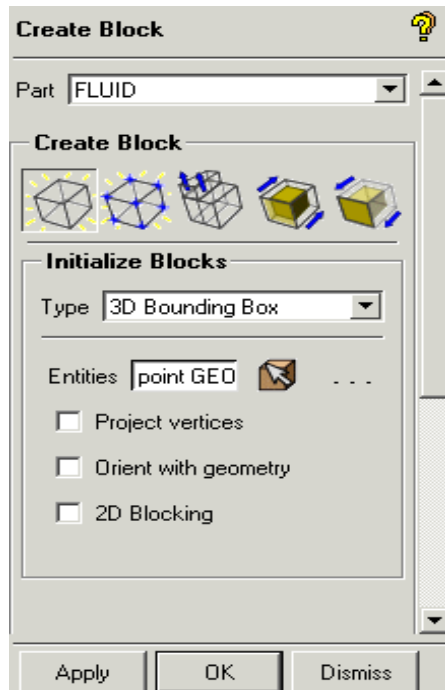 Create Block
Part FLUID
Create Block
Initialize Blocks
Type 3D Bounding Box
Entities point GEO . . .
Project vertices
Orient with geometry
2D Blocking
Apply OK Dismiss